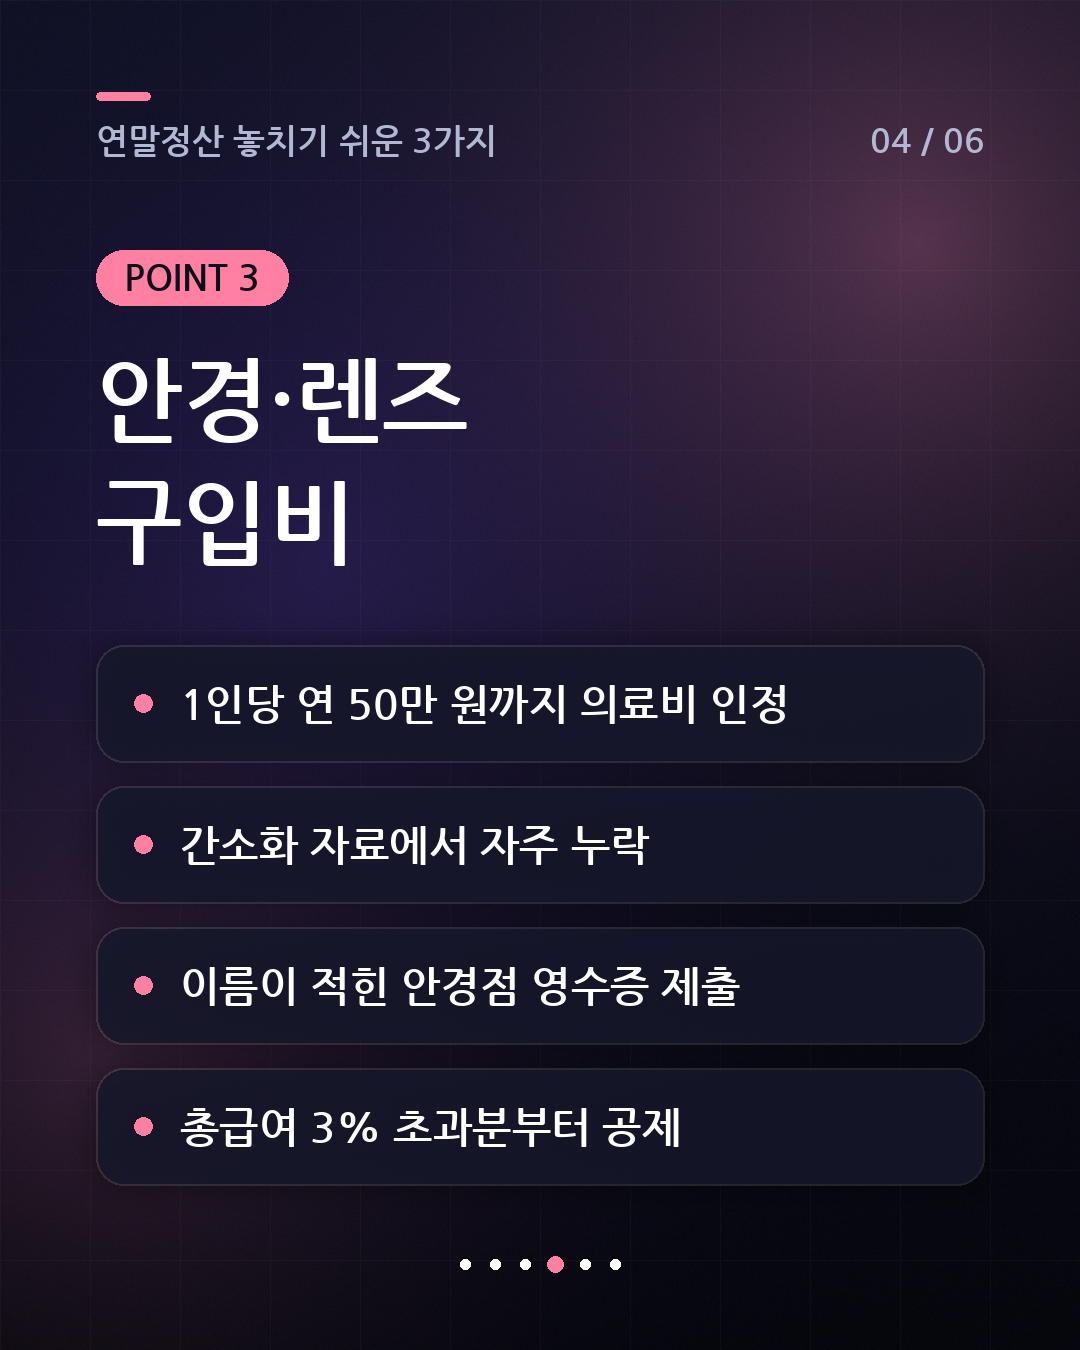 연말정산 놓치기 쉬운 3가지
04 / 06
POINT 3
안경·렌즈
구입비
1인당 연 50만 원까지 의료비 인정
간소화 자료에서 자주 누락
이름이 적힌 안경점 영수증 제출
총급여 3% 초과분부터 공제